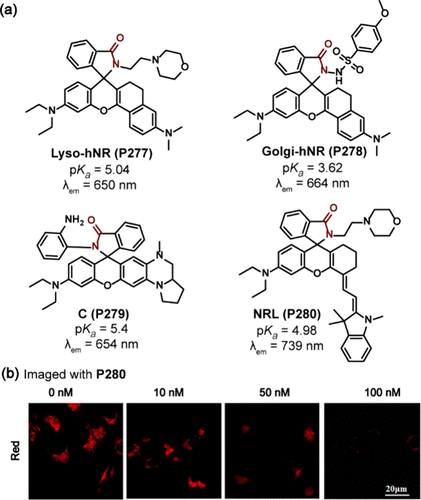 (a)
O
N
N
O
N
O
N
Lyso-hNR (P277)
pKa = 5.04
λem = 650 nm
O
O
O
N
NH
S
O
N
O
N
Golgi-hNR (P278)
pKa = 3.62
λem = 664 nm
NH2
O
N
N
N
O
N
C (P279)
pKa = 5.4
λem = 654 nm
O
N
N
O
N
O
N
NRL (P280)
pKa = 4.98
λem = 739 nm
(b) Imaged with P280
0 nM 10 nM 50 nM 100 nM
Red
20μm